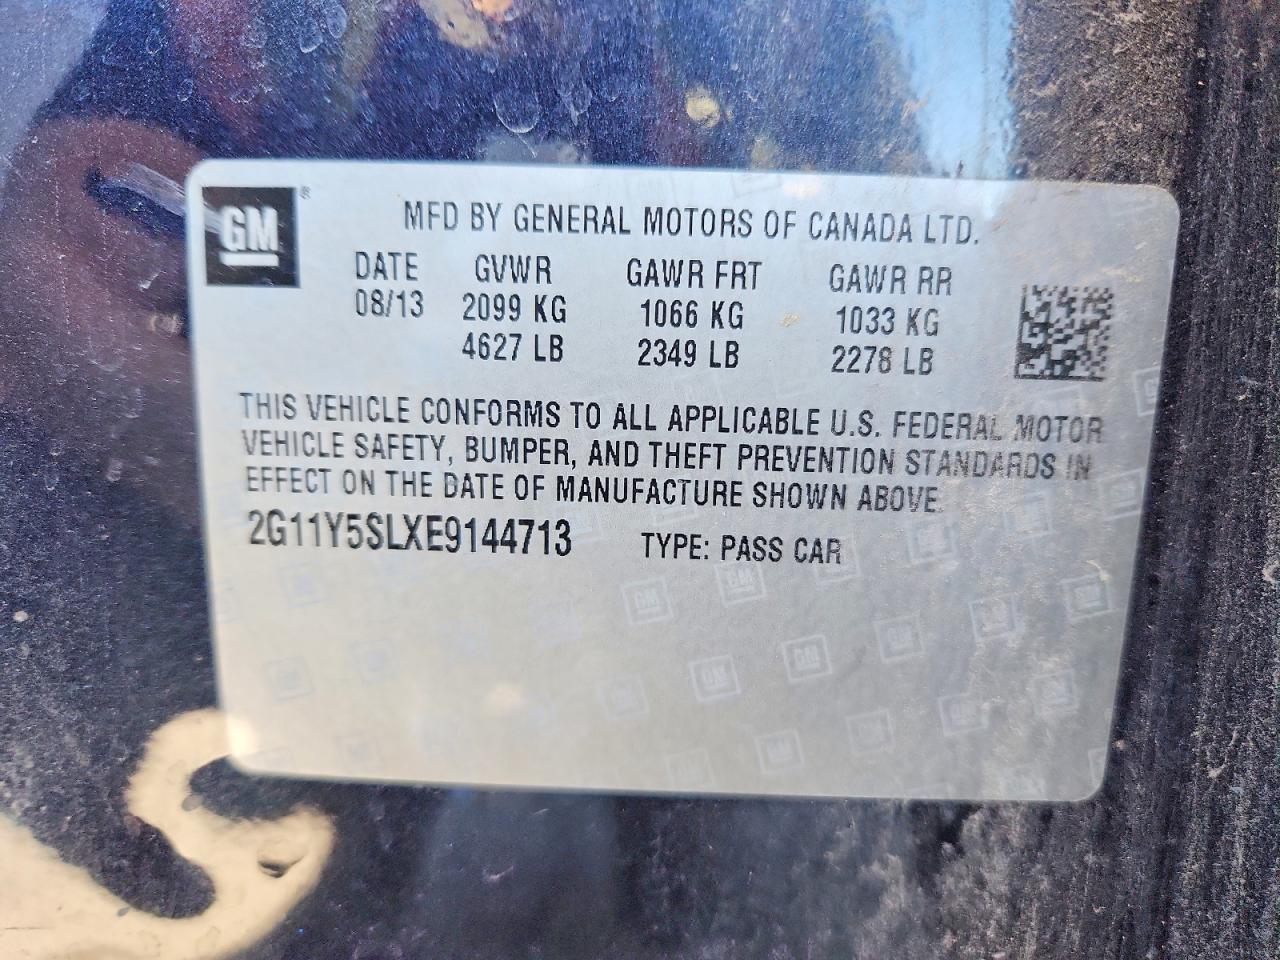 GM ®
MFD BY GENERAL MOTORS OF CANADA LTD.
DATE GVWR GAWR FRT GAWR RR
08/13 2099 KG 1066 KG 1033 KG
4627 LB 2349 LB 2278 LB
THIS VEHICLE CONFORMS TO ALL APPLICABLE U.S. FEDERAL MOTOR
VEHICLE SAFETY, BUMPER, AND THEFT PREVENTION STANDARDS IN
EFFECT ON THE DATE OF MANUFACTURE SHOWN ABOVE.
2G11Y5SLXE9144713 TYPE: PASS CAR